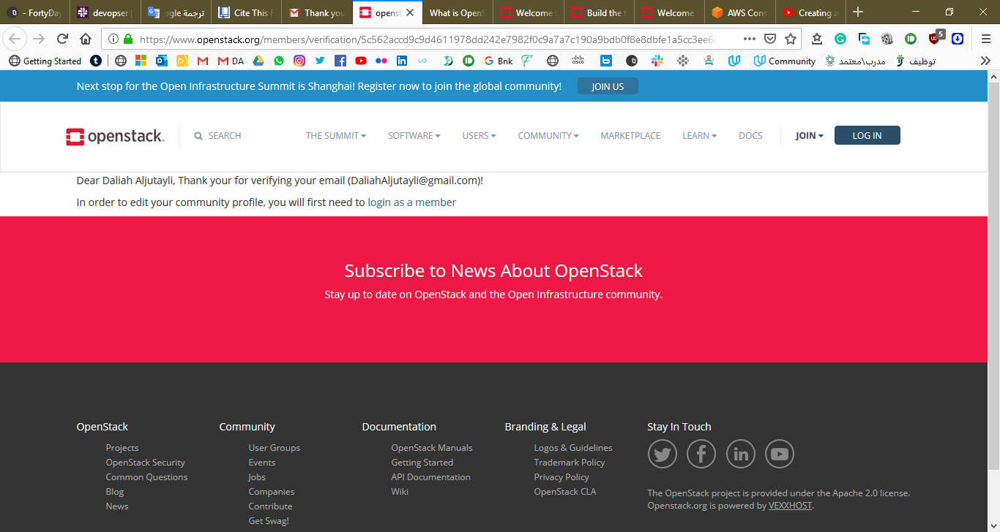 - FortyDay
devopser
ogle ترجمة
Cite This F
Thank you
openst
What is OpenS
Welcome t
Build the f
Welcome
AWS Cons
Creating a
https://www.openstack.org/members/verification/5c562accd9c9d4611978dd242e7982f0c9a7a7c190a9bdb0f8e8dbfe1a5cc3ee6c
5
Getting Started
DA
G Bnk
Community
مدرب\معتمد
توظيف
Next stop for the Open Infrastructure Summit is Shanghai! Register now to join the global community! JOIN US
openstack.
SEARCH
THE SUMMIT
SOFTWARE
USERS
COMMUNITY
MARKETPLACE
LEARN
DOCS
JOIN
LOG IN
Dear Daliah Aljutayli, Thank your for verifying your email (DaliahAljutayli@gmail.com)!
In order to edit your community profile, you will first need to login as a member
Subscribe to News About OpenStack
Stay up to date on OpenStack and the Open Infrastructure community.
OpenStack
Projects
OpenStack Security
Common Questions
Blog
News
Community
User Groups
Events
Jobs
Companies
Contribute
Get Swag!
Documentation
OpenStack Manuals
Getting Started
API Documentation
Wiki
Branding & Legal
Logos & Guidelines
Trademark Policy
Privacy Policy
OpenStack CLA
Stay In Touch
The OpenStack project is provided under the Apache 2.0 license.
Openstack.org is powered by VEXXHOST.